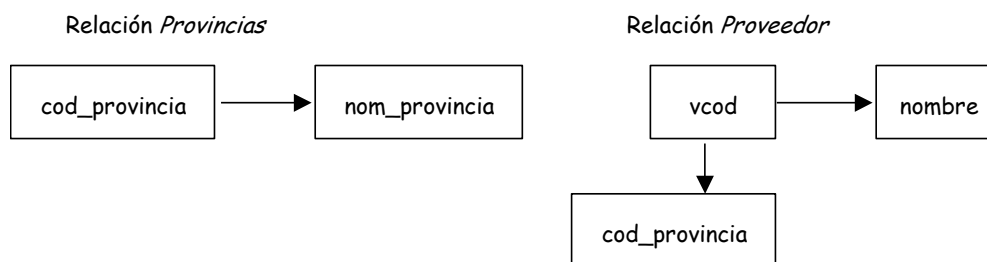 Relación Provincias
Relación Proveedor
cod_provincia
nom_provincia
vcod
nombre
cod_provincia